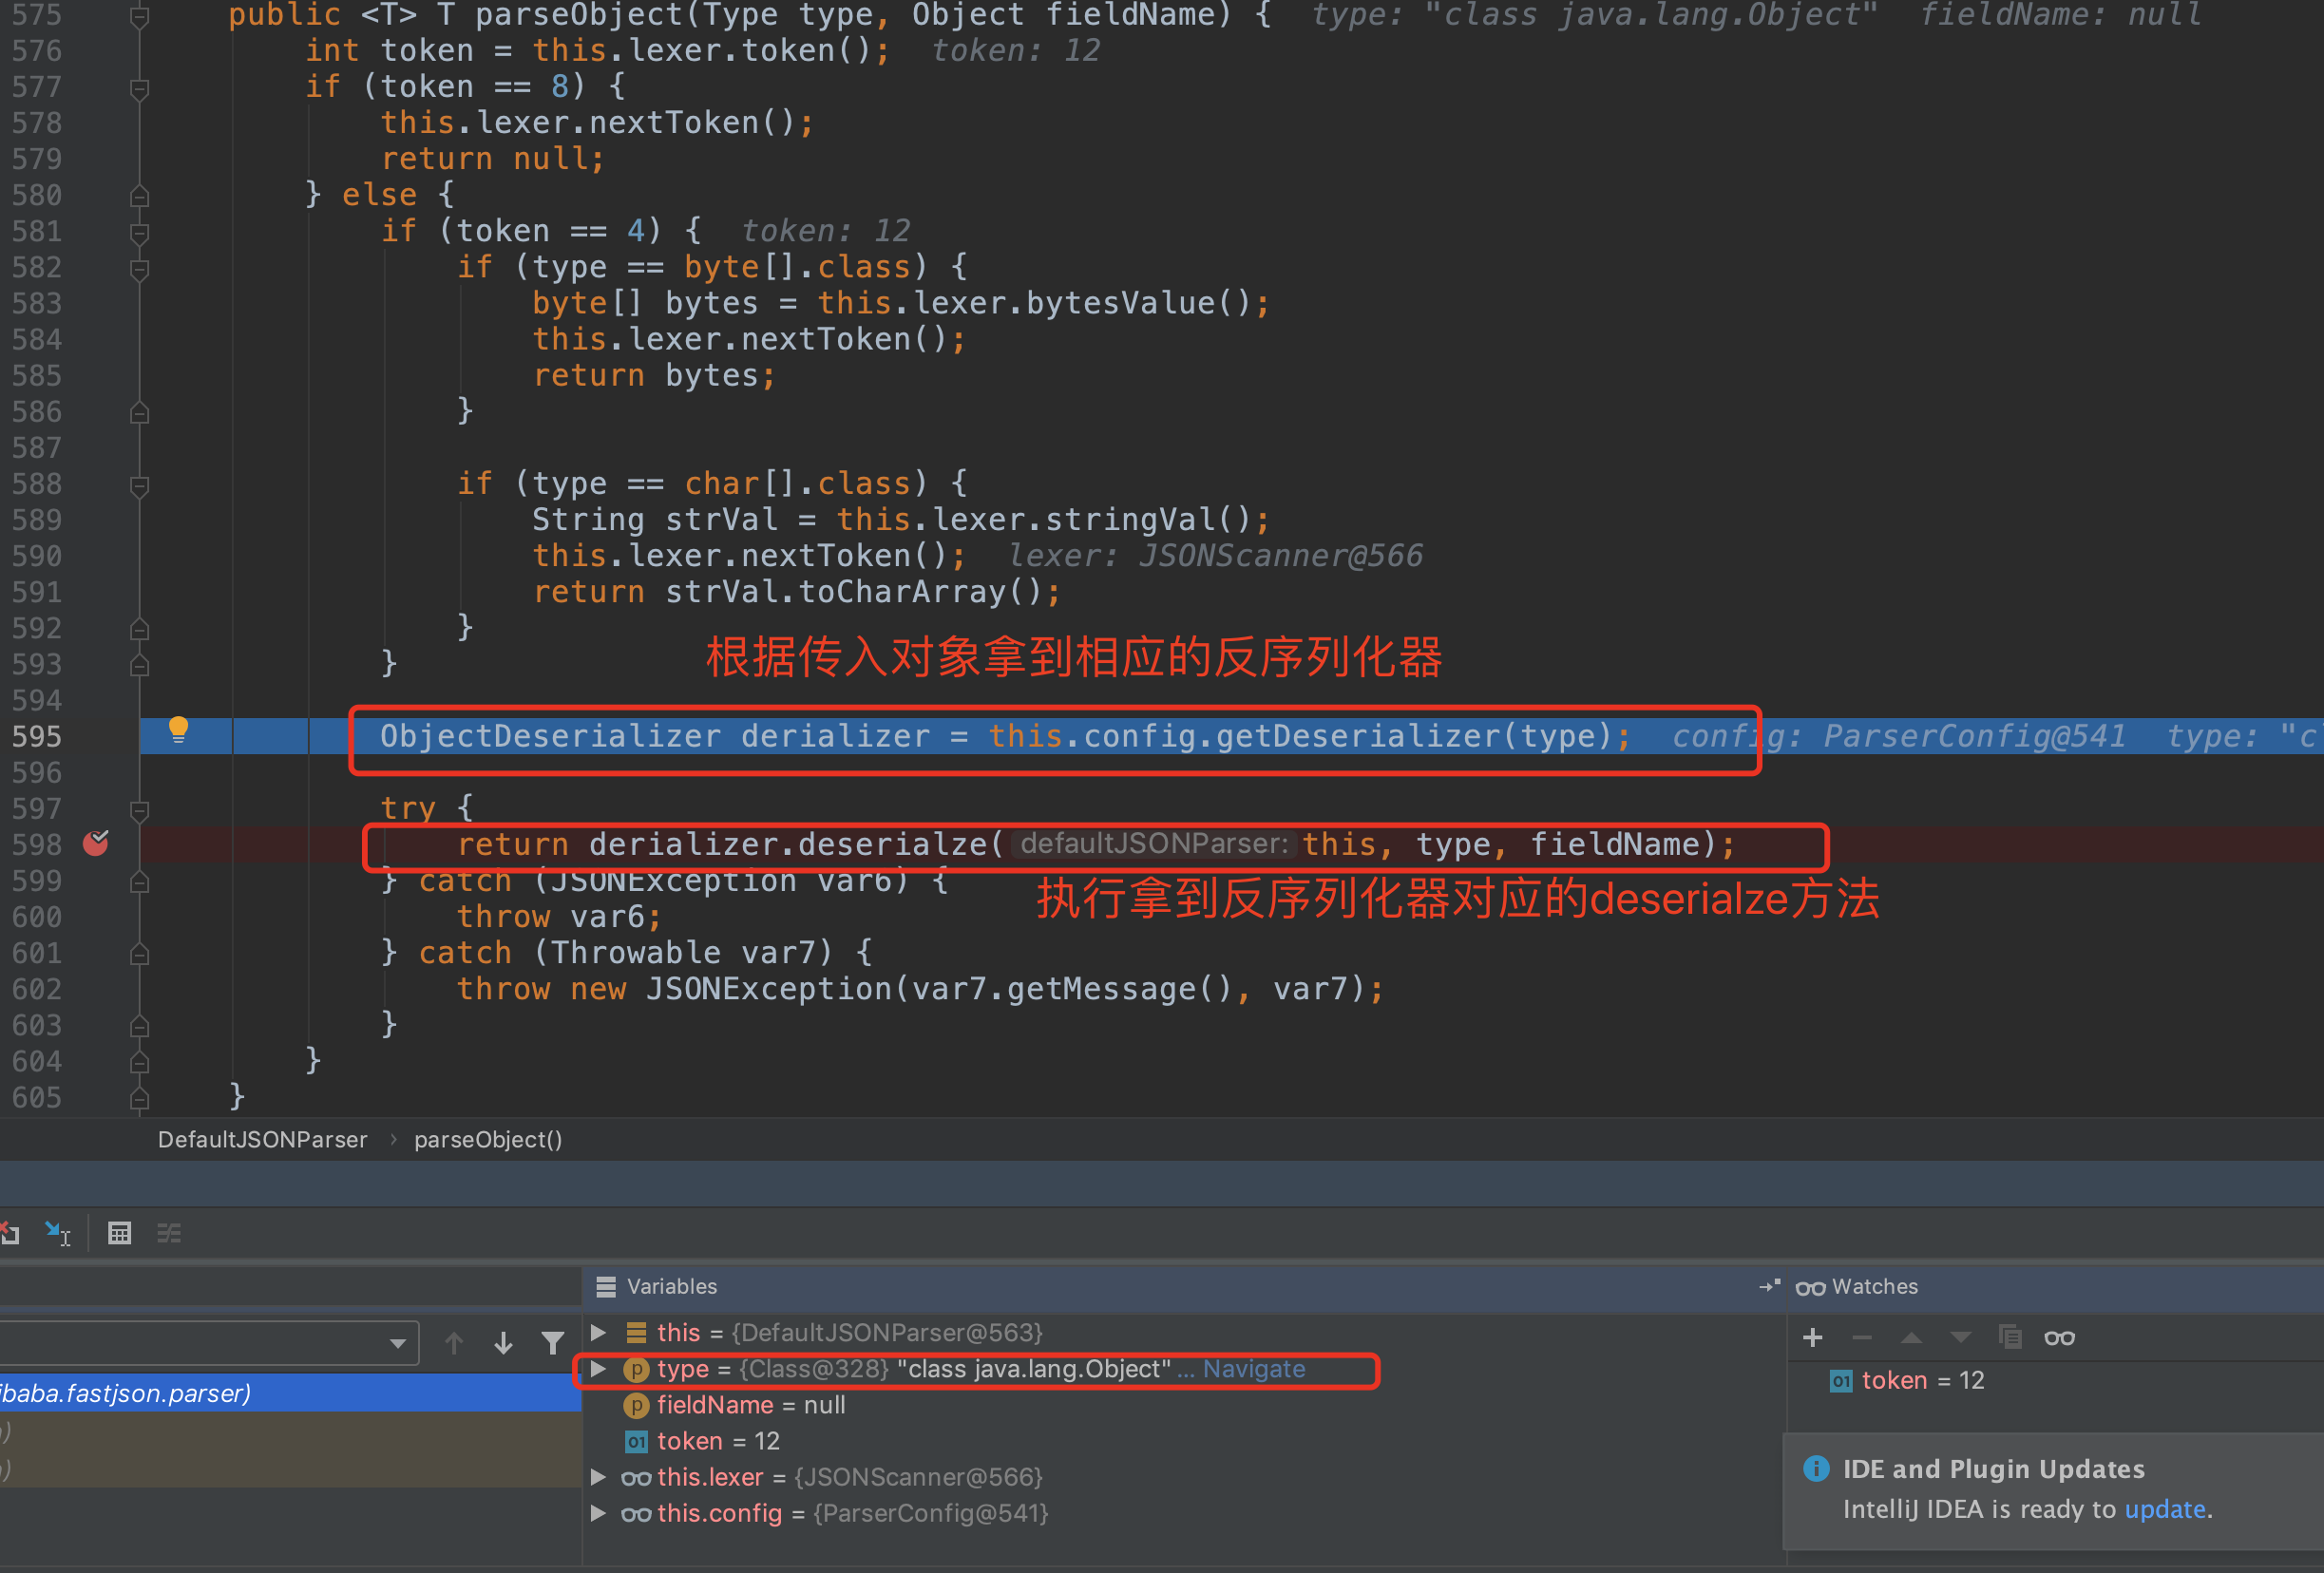 575 public <T> T parseObject(Type type, Object fieldName) { type: "class java.lang.Object" fieldName: null
576 int token = this.lexer.token(); token: 12
577 if (token == 8) {
578 this.lexer.nextToken();
579 return null;
580 } else {
581 if (token == 4) { token: 12
582 if (type == byte[].class) {
583 byte[] bytes = this.lexer.bytesValue();
584 this.lexer.nextToken();
585 return bytes;
586 }
587
588 if (type == char[].class) {
589 String strVal = this.lexer.stringVal();
590 this.lexer.nextToken(); lexer: JSONScanner@566
591 return strVal.toCharArray();
592 }
根据传入对象拿到相应的反序列化器
593 }
594
595 ObjectDeserializer derializer = this.config.getDeserializer(type); config: ParserConfig@541 type: "c
596
597 try {
598 return derializer.deserialze( defaultJSONParser: this, type, fieldName);
599 } catch (JSONException var6) {
执行拿到反序列化器对应的deserialze方法
600 throw var6;
601 } catch (Throwable var7) {
602 throw new JSONException(var7.getMessage(), var7);
603 }
604 }
605 }
DefaultJSONParser › parseObject()
Variables
Watches
this = {DefaultJSONParser@563}
type = {Class@328} "class java.lang.Object" ... Navigate
fieldName = null
token = 12
this.lexer = {JSONScanner@566}
this.config = {ParserConfig@541}
ibaba.fastjson.parser)
token = 12
IDE and Plugin Updates
IntelliJ IDEA is ready to update.